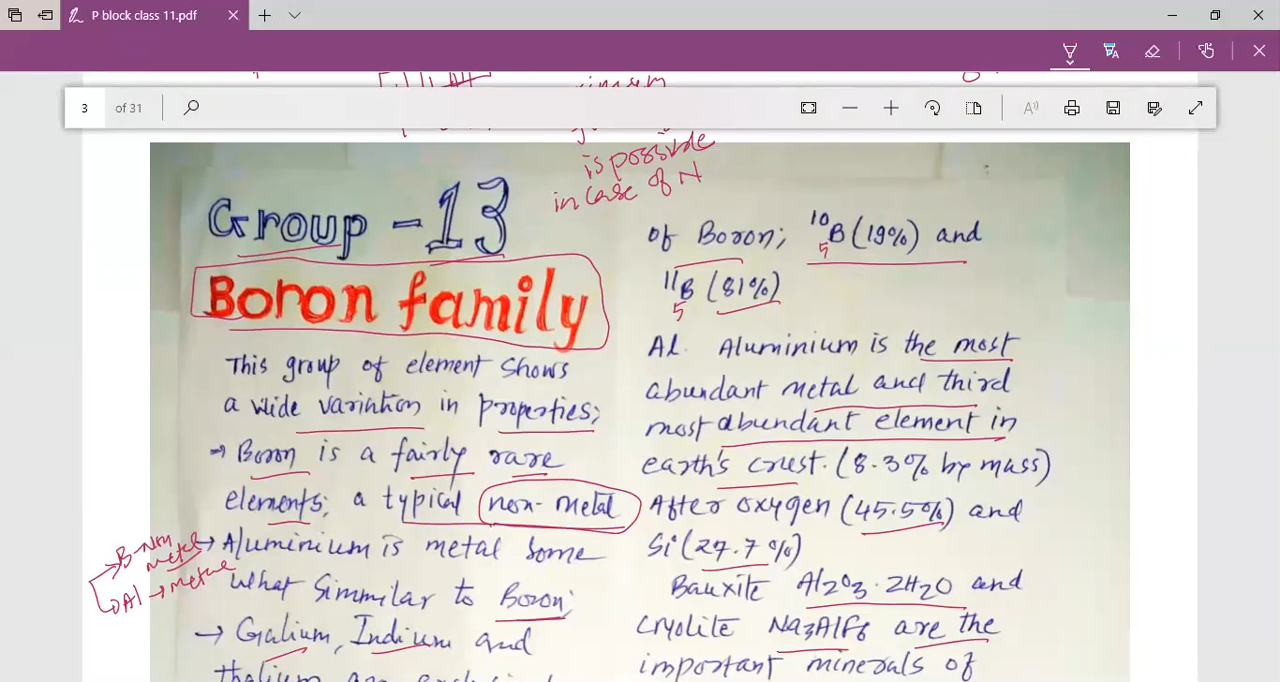 P block class 11.pdf
3 of 31
is possible
in case of N
Group - 13
Boron family
This group of element shows
a wide variation in properties;
→ Boron is a fairly rare
elements; a typical non-metal
→ Aluminium is metal some
what Simmilar to Boron;
→ Galium, Indium and
B-Non
metal
Al → metal
of Boron; ¹⁰₅B (19%) and
¹¹₅B (81%)
Al. Aluminium is the most
abundant metal and third
most abundant element in
earth's crust. (8.3% by mass)
After oxygen (45.5%) and
Si (27.7%)
Bauxite Al2O3.2H2O and
cryolite Na3AlF6 are the
important minerals of